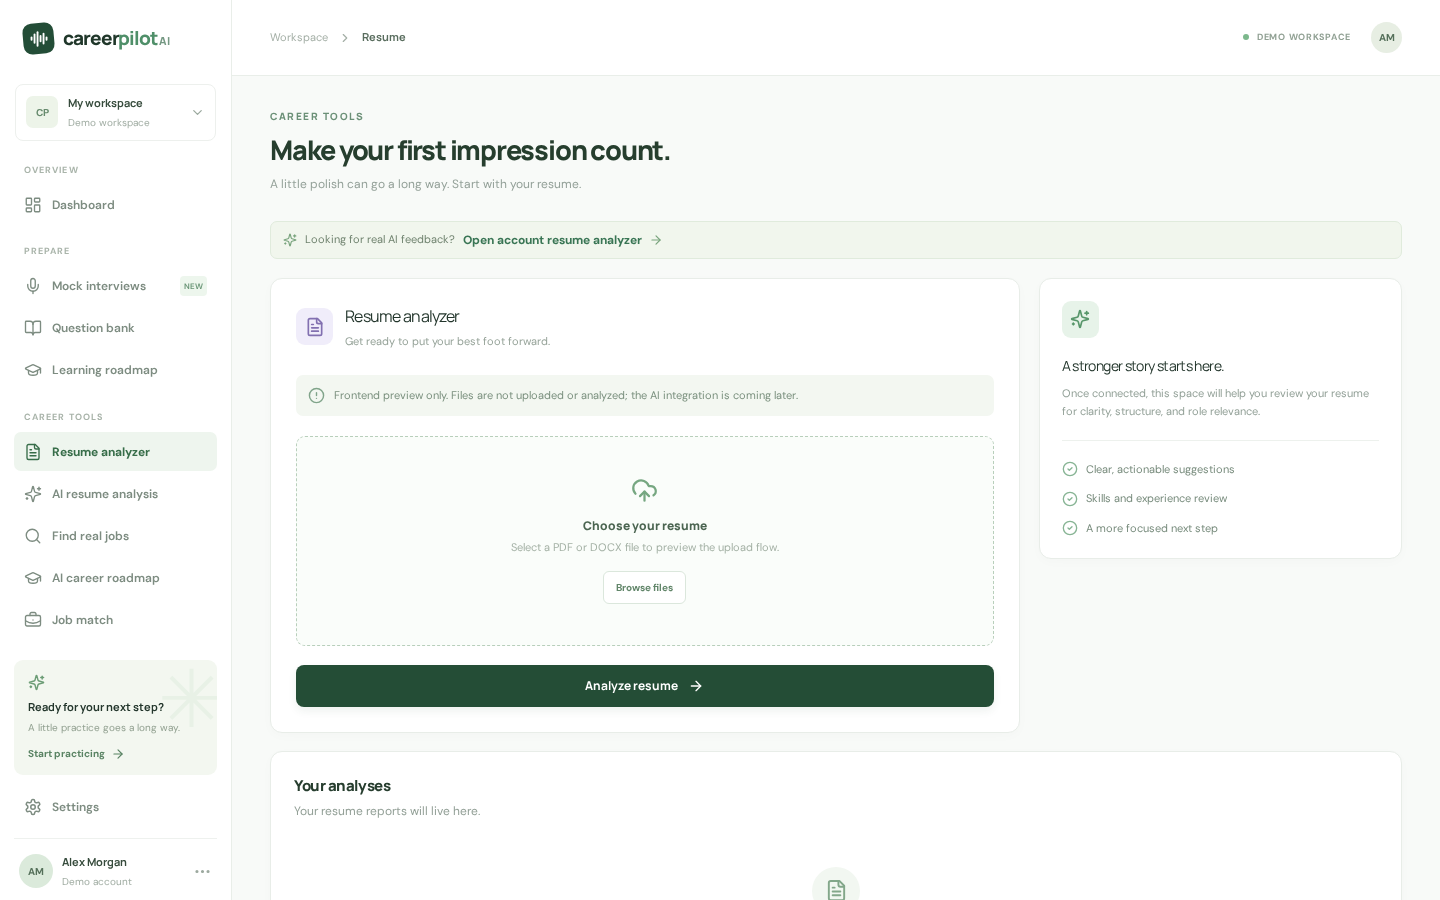 careerpilot AI
CP
My workspace
Demo workspace
OVERVIEW
Dashboard
PREPARE
Mock interviews
NEW
Question bank
Learning roadmap
CAREER TOOLS
Resume analyzer
AI resume analysis
Find real jobs
AI career roadmap
Job match
Ready for your next step?
A little practice goes a long way.
Start practicing
Settings
AM
Alex Morgan
Demo account
Workspace
Resume
DEMO WORKSPACE
AM
CAREER TOOLS
Make your first impression count.
A little polish can go a long way. Start with your resume.
Looking for real AI feedback? Open account resume analyzer
Resume analyzer
Get ready to put your best foot forward.
Frontend preview only. Files are not uploaded or analyzed; the AI integration is coming later.
Choose your resume
Select a PDF or DOCX file to preview the upload flow.
Browse files
Analyze resume
A stronger story starts here.
Once connected, this space will help you review your resume
for clarity, structure, and role relevance.
Clear, actionable suggestions
Skills and experience review
A more focused next step
Your analyses
Your resume reports will live here.